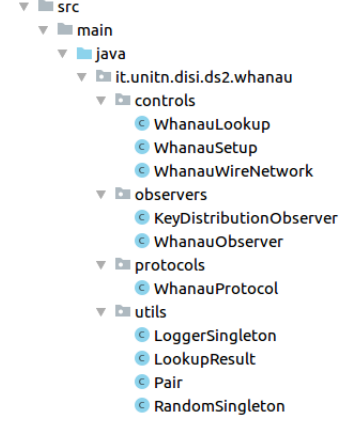 src
main
java
it.unitn.disi.ds2.whanau
controls
WhanauLookup
WhanauSetup
WhanauWireNetwork
observers
KeyDistributionObserver
WhanauObserver
protocols
WhanauProtocol
utils
LoggerSingleton
LookupResult
Pair
RandomSingleton